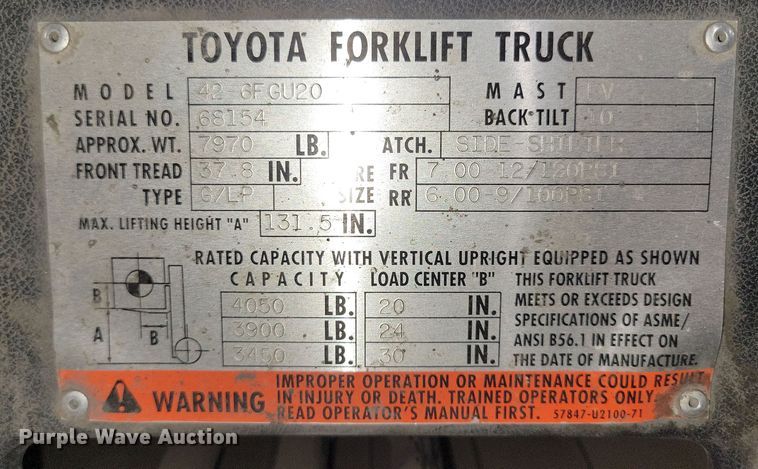 TOYOTA FORKLIFT TRUCK
MODEL 42-6FGU20 MAST FV
SERIAL NO. 68154 BACK TILT 10
APPROX. WT. 7970 LB. ATCH. SIDE-SHIFTER
FRONT TREAD 37.8 IN. RE FR 7.00-12/120PSI
TYPE G/LP SIZE RR 6.00-9/100PSI
MAX. LIFTING HEIGHT "A" 131.5 IN.
RATED CAPACITY WITH VERTICAL UPRIGHT EQUIPPED AS SHOWN
CAPACITY LOAD CENTER "B" THIS FORKLIFT TRUCK
4050 LB. 20 IN. MEETS OR EXCEEDS DESIGN
SPECIFICATIONS OF ASME/
3900 LB. 24 IN. ANSI B56.1 IN EFFECT ON
3450 LB. 30 IN. THE DATE OF MANUFACTURE.
B
A B
WARNING
IMPROPER OPERATION OR MAINTENANCE COULD RESULT
IN INJURY OR DEATH. TRAINED OPERATORS ONLY.
READ OPERATOR'S MANUAL FIRST. 57847-U2100-71
Purple Wave Auction